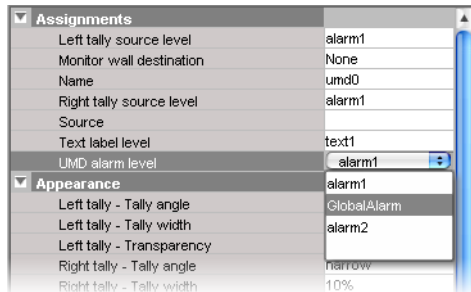 Assignments
Left tally source level alarm1
Monitor wall destination None
Name umd0
Right tally source level alarm1
Source
Text label level text1
UMD alarm level alarm1
Appearance alarm1
Left tally - Tally angle GlobalAlarm
Left tally - Tally width alarm2
Left tally - Transparency
Right tally - Tally angle narrow
Right tally - Tally width 10%